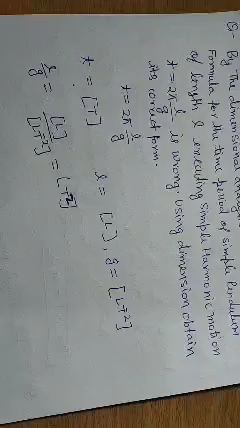 Q- By the dimensional
Formula for the time period of simple Pendulum
of length l executing simple Harmonic motion
t = 2π l/g is wrong. using dimension obtain
its correct form.
t = 2π l/g
t = [T] l = [L], g = [LT⁻²]
l/g = [L]/[LT⁻²] = [T²]